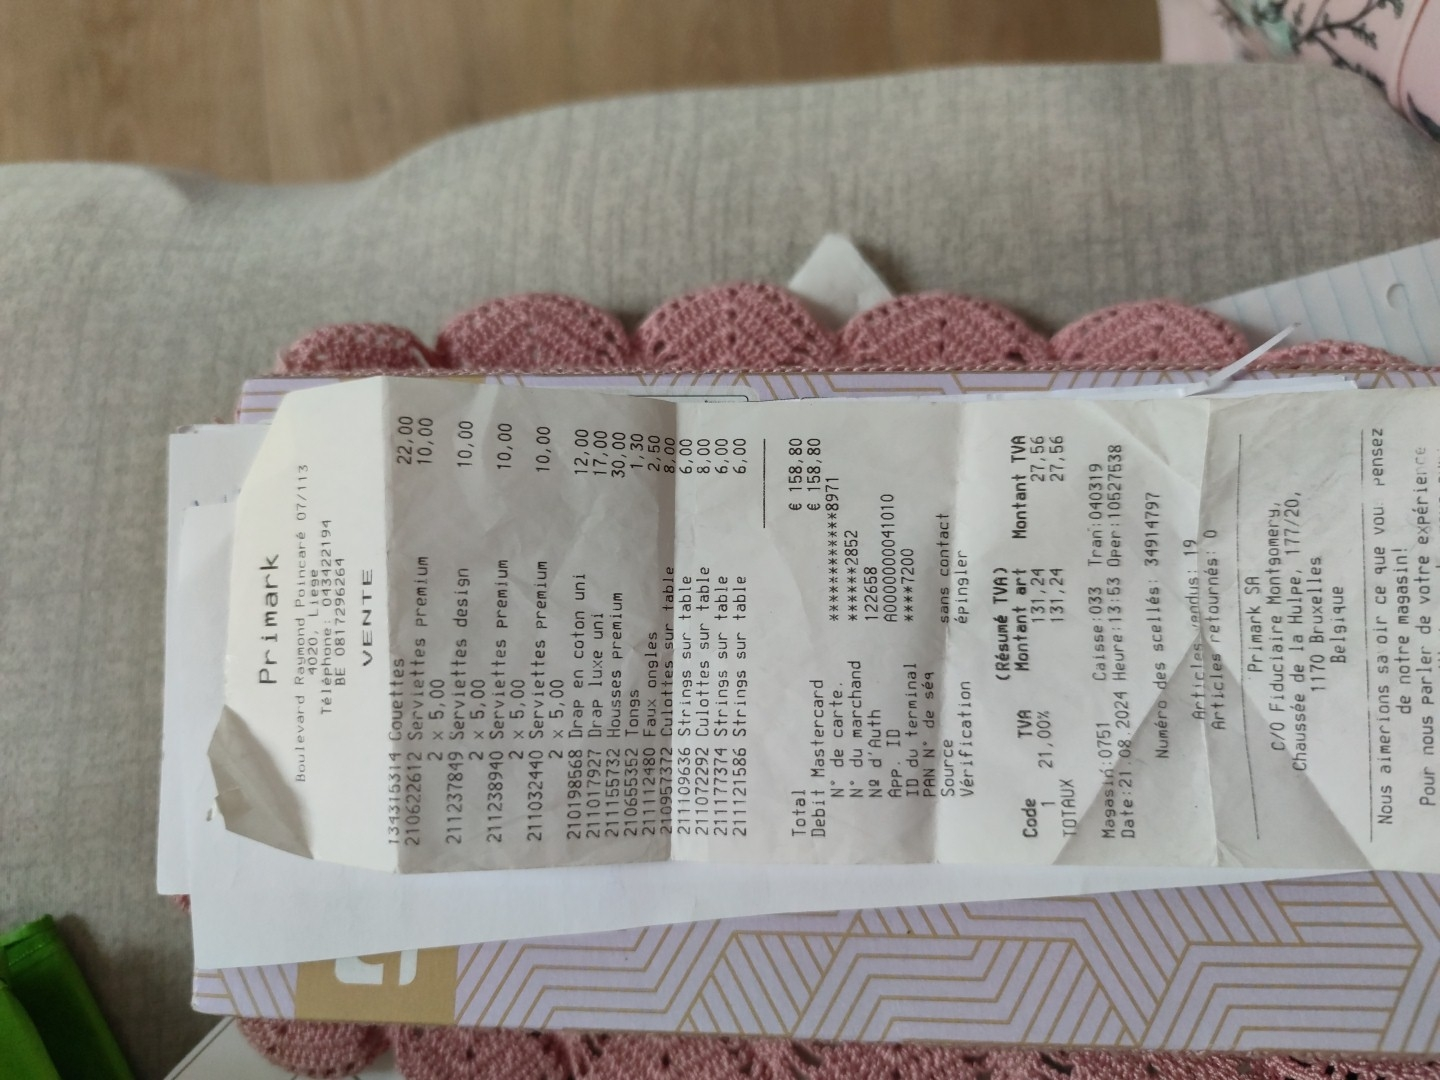 Primark
Boulevard Raymond Poincaré 07/113
4020, Liege
Téléphone: 043422194
BE 0817296264
VENTE
134315314 Couettes 22,00
210622612 Serviettes premium 10,00
2 x 5,00
211237849 Serviettes design 10,00
2 x 5,00
211238940 Serviettes premium 10,00
2 x 5,00
211032440 Serviettes premium 10,00
2 x 5,00
210198568 Drap en coton uni 12,00
211017927 Drap luxe uni 17,00
211155732 Housses premium 30,00
210655352 Tongs 1,30
211112480 Faux ongles 2,50
210957372 Culottes sur table 8,00
211109636 Strings sur table 6,00
211072292 Culottes sur table 8,00
211177374 Strings sur table 6,00
211121586 Strings sur table 6,00
Total € 158,80
Debit Mastercard € 158,80
N° de carte. ************8971
N° du marchand ******2852
Nº d'Auth 122658
APP. ID A0000000041010
ID du terminal ****7200
PAN N° de séq
Source sans contact
Vérification épingler
(Résumé TVA)
Code TVA Montant art Montant TVA
1 21,00% 131,24 27,56
TOTAUX 131,24 27,56
Magasin:0751 Caisse:033 Tran:040319
Date:21.08.2024 Heure:13:53 Oper:10527538
Numéro des scellés: 34914797
Articles vendus: 19
Articles retournés: 0
Primark SA
C/O Fiduciaire Montgomery,
Chaussée de la Hulpe, 177/20,
1170 Bruxelles
Belgique
Nous aimerions savoir ce que vous pensez
de notre magasin!
Pour nous parler de votre expérience